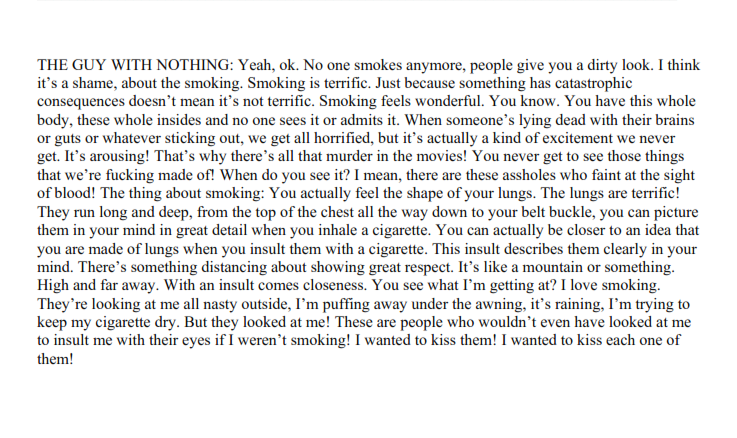 THE GUY WITH NOTHING: Yeah, ok. No one smokes anymore, people give you a dirty look. I think
it’s a shame, about the smoking. Smoking is terrific. Just because something has catastrophic
consequences doesn’t mean it’s not terrific. Smoking feels wonderful. You know. You have this whole
body, these whole insides and no one sees it or admits it. When someone’s lying dead with their brains
or guts or whatever sticking out, we get all horrified, but it’s actually a kind of excitement we never
get. It’s arousing! That’s why there’s all that murder in the movies! You never get to see those things
that we’re fucking made of! When do you see it? I mean, there are these assholes who faint at the sight
of blood! The thing about smoking: You actually feel the shape of your lungs. The lungs are terrific!
They run long and deep, from the top of the chest all the way down to your belt buckle, you can picture
them in your mind in great detail when you inhale a cigarette. You can actually be closer to an idea that
you are made of lungs when you insult them with a cigarette. This insult describes them clearly in your
mind. There’s something distancing about showing great respect. It’s like a mountain or something.
High and far away. With an insult comes closeness. You see what I’m getting at? I love smoking.
They’re looking at me all nasty outside, I’m puffing away under the awning, it’s raining, I’m trying to
keep my cigarette dry. But they looked at me! These are people who wouldn’t even have looked at me
to insult me with their eyes if I weren’t smoking! I wanted to kiss them! I wanted to kiss each one of
them!